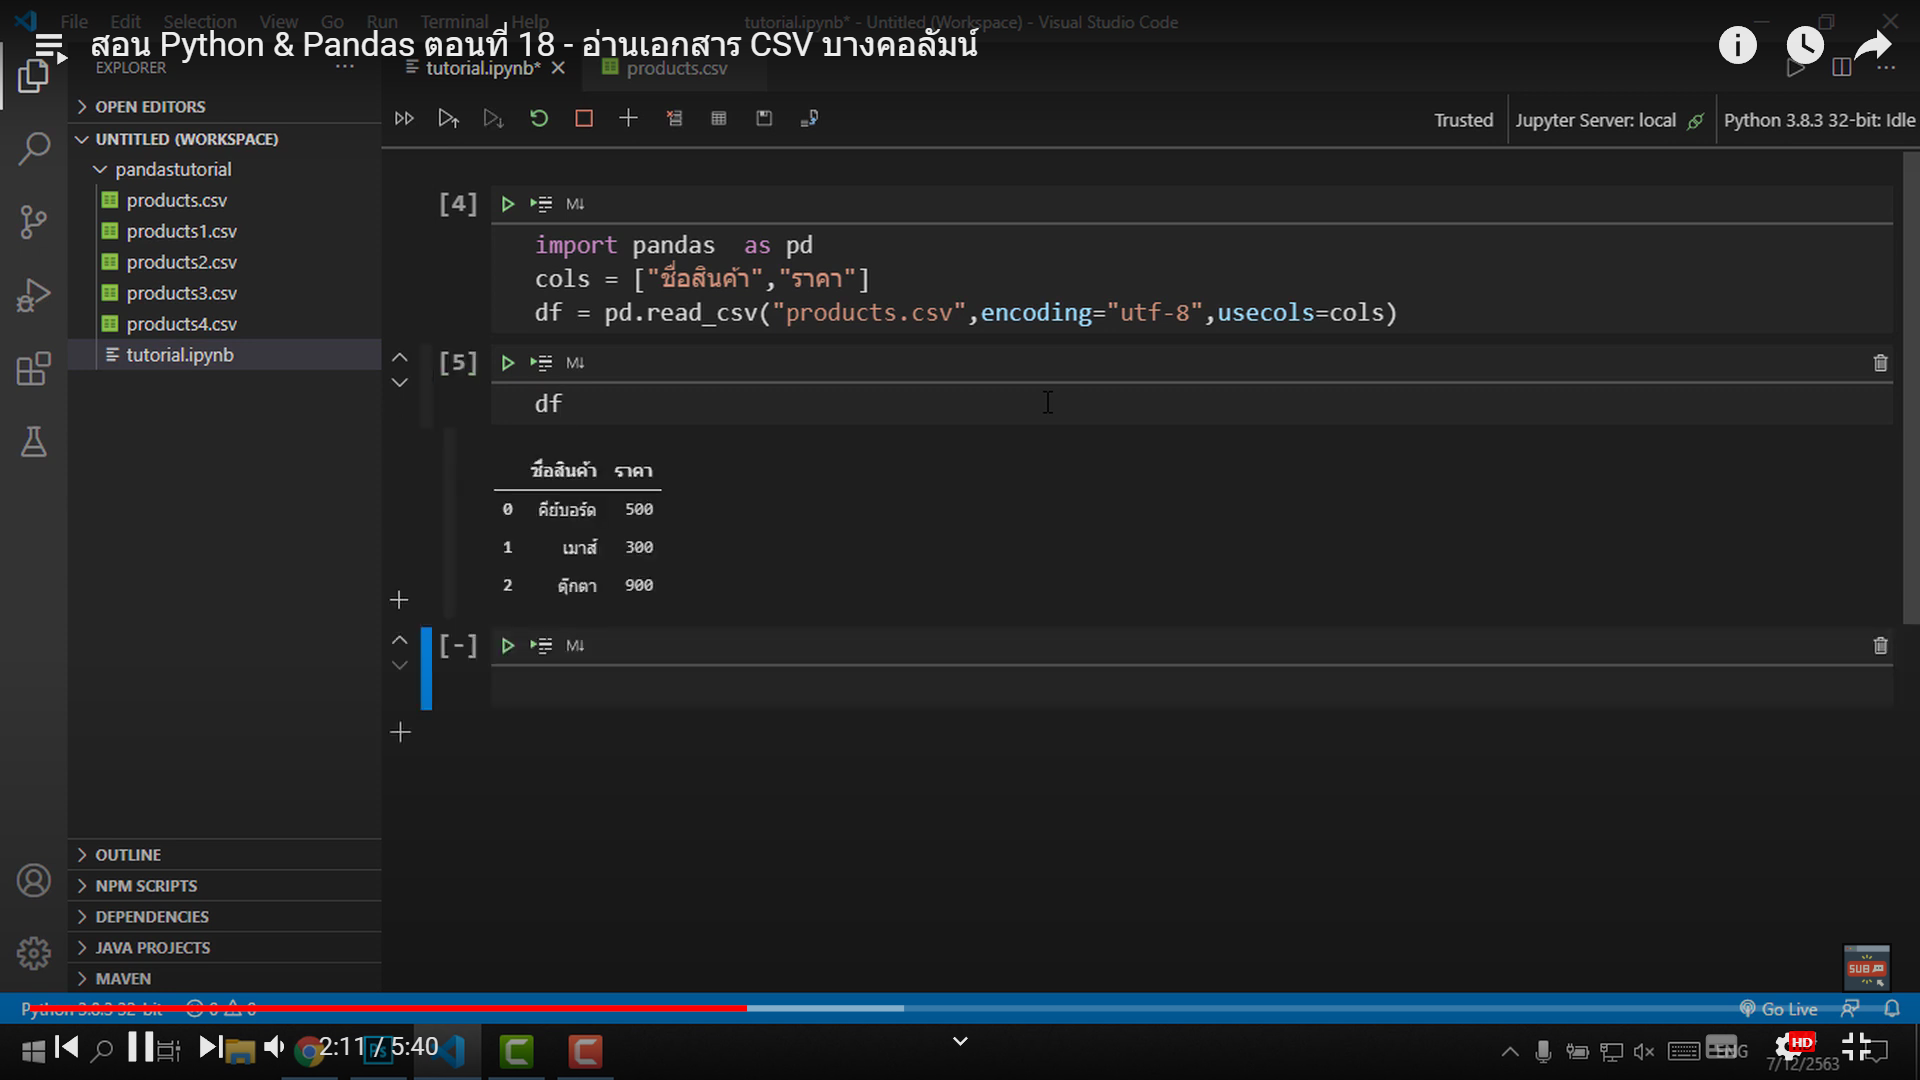 File Edit Selection View Go Run Terminal Help
tutorial.ipynb* - Untitled (Workspace) - Visual Studio Code
สอน Python & Pandas ตอนที่ 18 - อ่านเอกสาร CSV บางคอลัมน์
EXPLORER
tutorial.ipynb*
products.csv
OPEN EDITORS
UNTITLED (WORKSPACE)
pandastutorial
products.csv
products1.csv
products2.csv
products3.csv
products4.csv
tutorial.ipynb
Trusted
Jupyter Server: local
Python 3.8.3 32-bit: Idle
[4]
M↓
import pandas  as pd
cols = ["ชื่อสินค้า","ราคา"]
df = pd.read_csv("products.csv",encoding="utf-8",usecols=cols)
[5]
M↓
df
ชื่อสินค้า ราคา
0 คีย์บอร์ด 500
1 เมาส์ 300
2 ตุ๊กตา 900
[-]
M↓
OUTLINE
NPM SCRIPTS
DEPENDENCIES
JAVA PROJECTS
MAVEN
SUB
Python 3.8.3 32-bit
0 0
Go Live
2:11 / 5:40
Ps
ENG
HD
7/12/2563